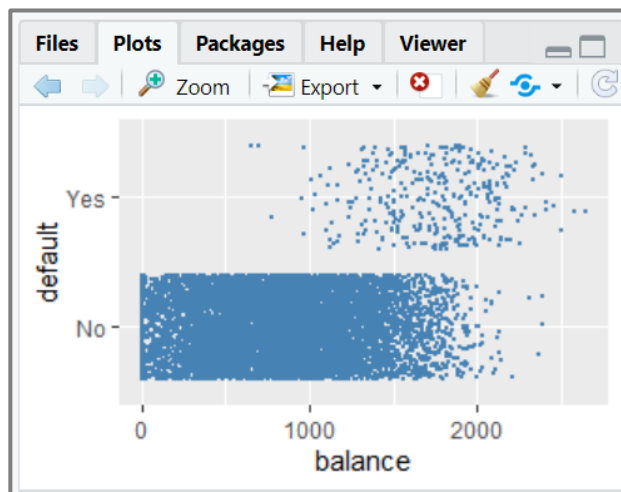 Files Plots Packages Help Viewer
Zoom Export
default
Yes
No
0 1000 2000
balance